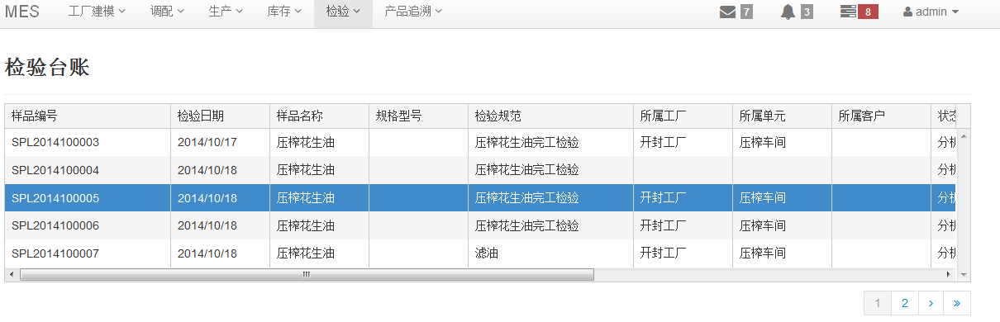 MES 工厂建模 调配 生产 库存 检验 产品追溯 7 3 8 admin
检验台账
样品编号 检验日期 样品名称 规格型号 检验规范 所属工厂 所属单元 所属客户 状态
SPL2014100003 2014/10/17 压榨花生油 压榨花生油完工检验 开封工厂 压榨车间 分
SPL2014100004 2014/10/18 压榨花生油 压榨花生油完工检验 分
SPL2014100005 2014/10/18 压榨花生油 压榨花生油完工检验 开封工厂 压榨车间 分
SPL2014100006 2014/10/18 压榨花生油 压榨花生油完工检验 开封工厂 压榨车间 分
SPL2014100007 2014/10/18 压榨花生油 滤油 开封工厂 压榨车间 分
1 2 › »